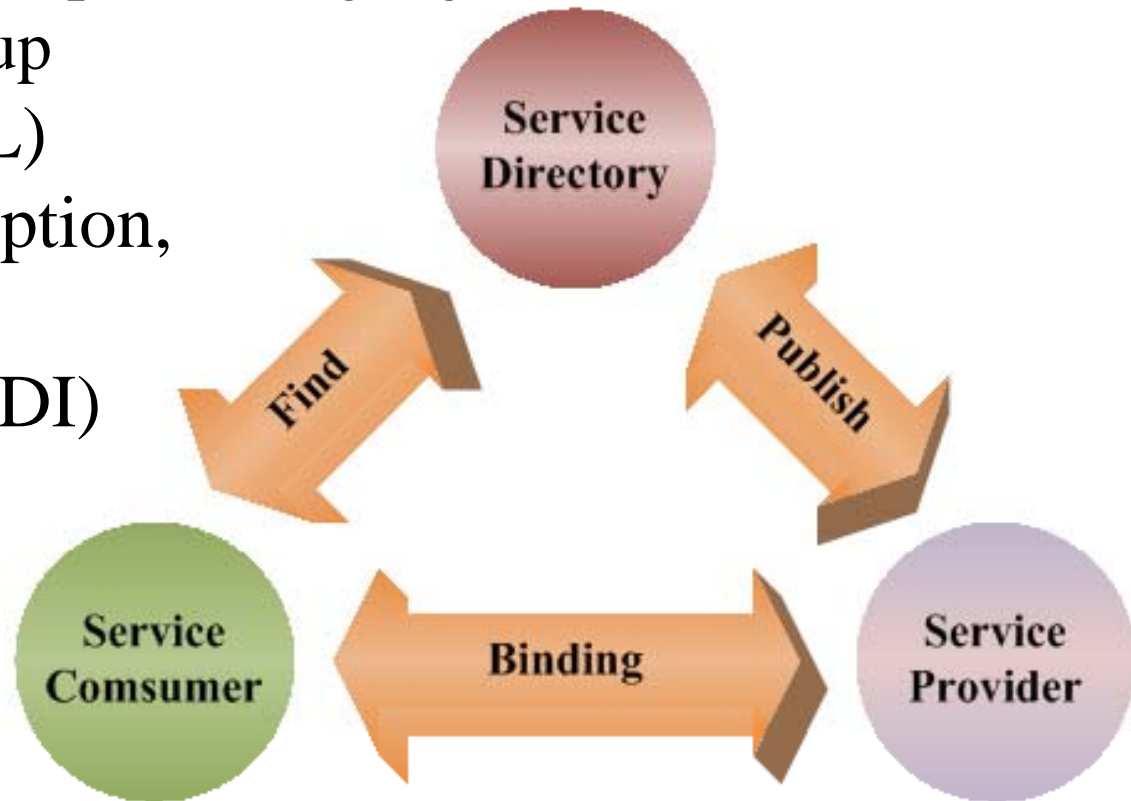 up
L)
ption,
DI)
Service
Directory
Find
Publish
Service
Comsumer
Binding
Service
Provider